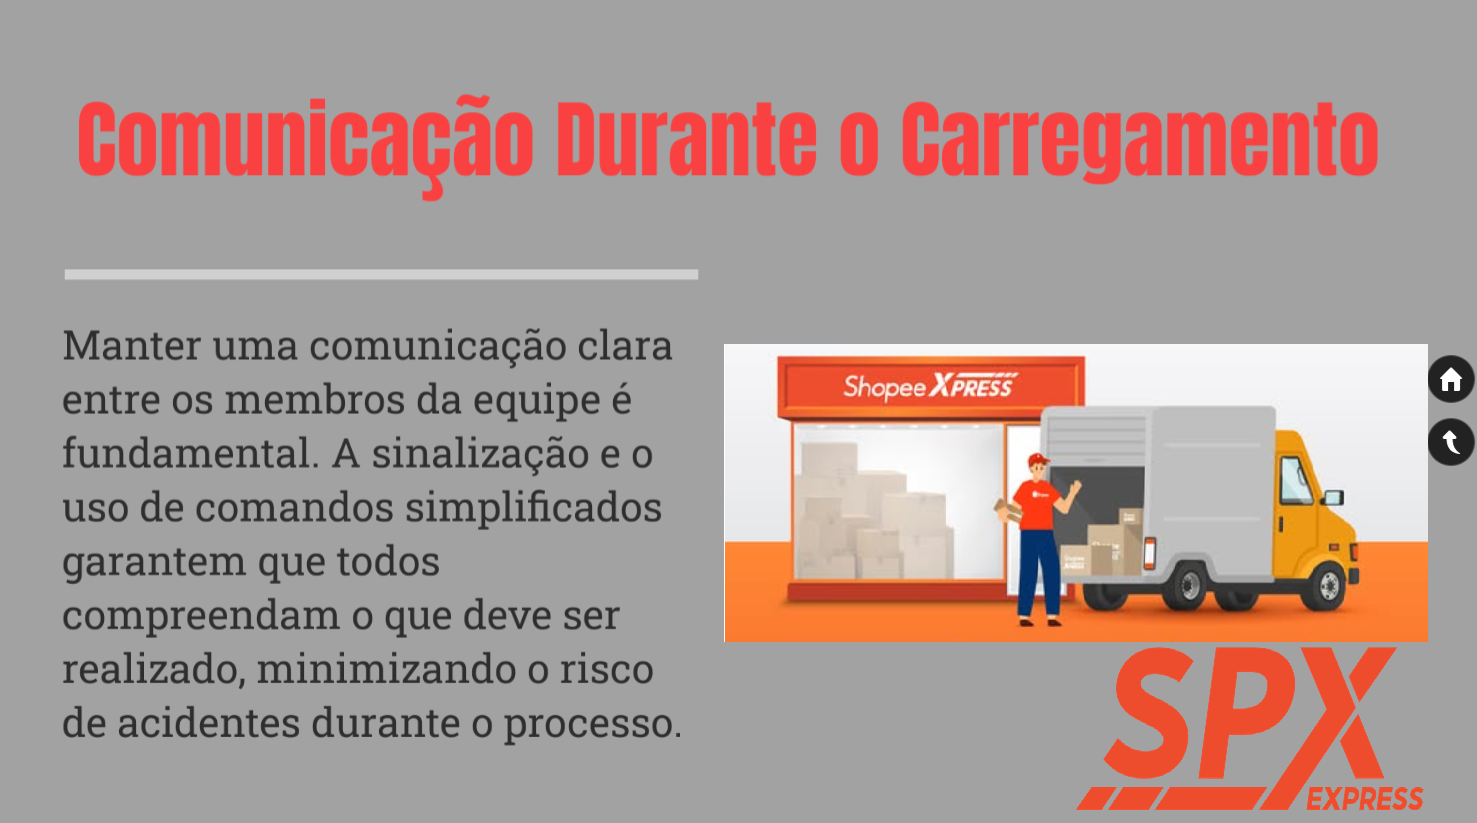 Comunicação Durante o Carregamento
Manter uma comunicação clara
entre os membros da equipe é
fundamental. A sinalização e o
uso de comandos simplificados
garantem que todos
compreendam o que deve ser
realizado, minimizando o risco
de acidentes durante o processo.
Shopee XPRESS
SPX
EXPRESS